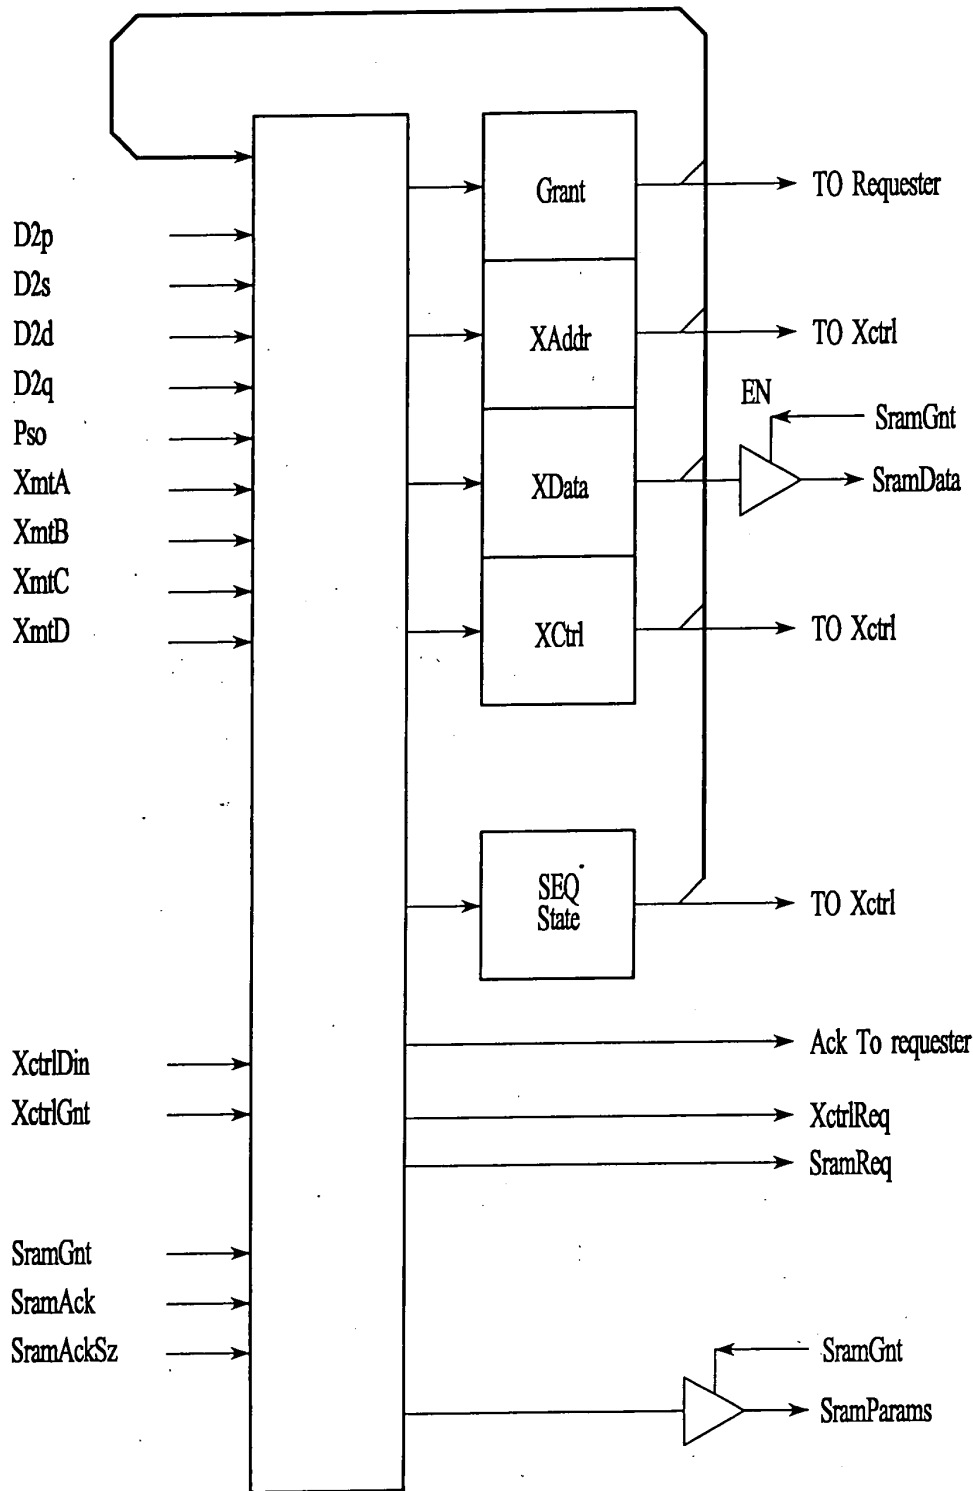 Grant
TO Requester
D2p
D2s
D2d
XAddr
TO Xctrl
D2q
EN
SramGnt
Pso
XmtA
XData
SramData
XmtB
XmtC
XmtD
XCtrl
TO Xctrl
SEQ
State
TO Xctrl
Ack To requester
XctrlDin
XctrlGnt
XctrlReq
SramReq
SramGnt
SramAck
SramAckSz
SramGnt
SramParams